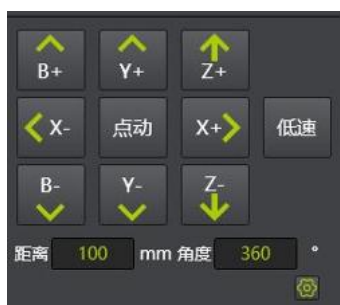 B+ Y+ Z+
X- 点动 X+ 低速
B- Y- Z-
距离 100 mm 角度 360 °